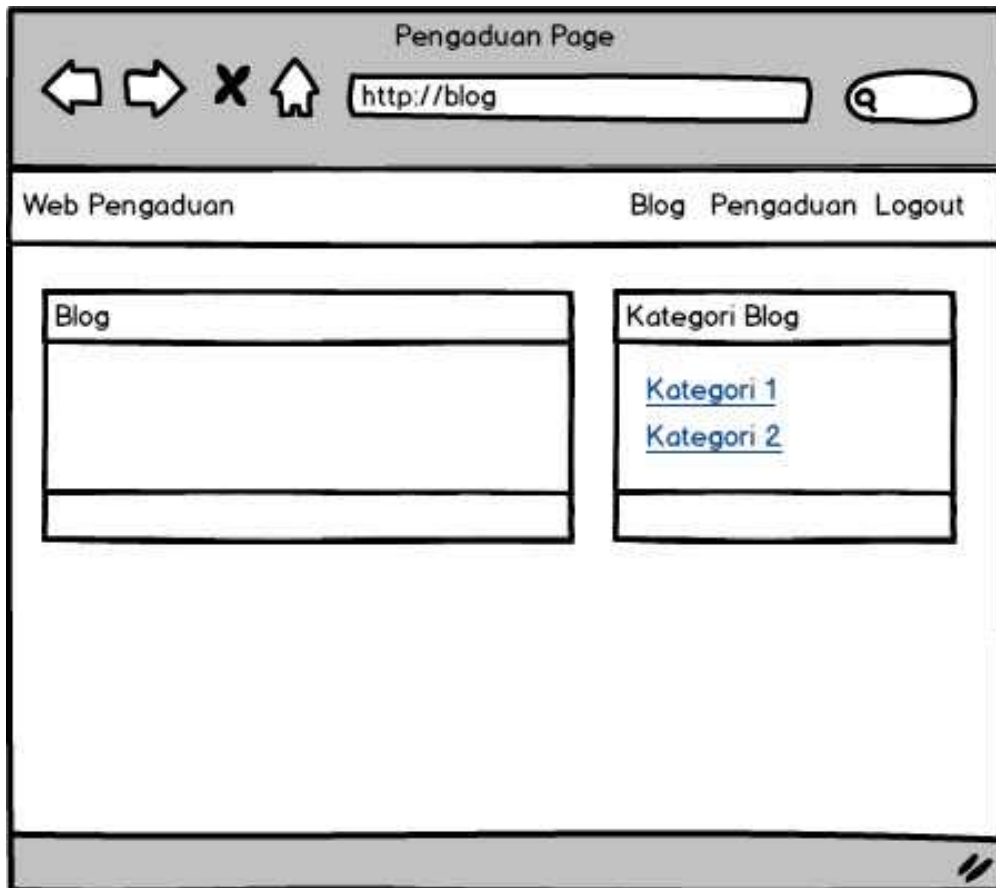 Pengaduan Page
http://blog
Web Pengaduan
Blog Pengaduan Logout
Blog
Kategori Blog
Kategori 1
Kategori 2